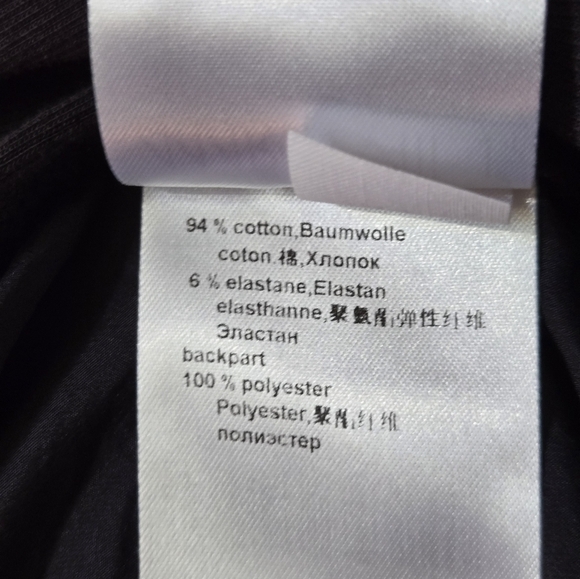 94 % cotton,Baumwolle
coton.棉,Хлопок
6 % elastane,Elastan
elasthanne,聚氨酯弹性纤维
Эластан
backpart
100 % polyester
Polyester,聚酯纤维
полиэстер